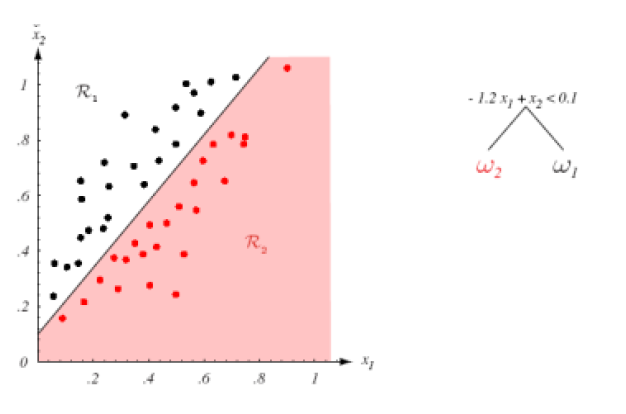 x₂
1
R₁
.8
.6
.4
R₂
.2
0
.2 .4 .6 .8 1 x₁
- 1.2 x₁ + x₂ < 0.1
ω₂ ω₁